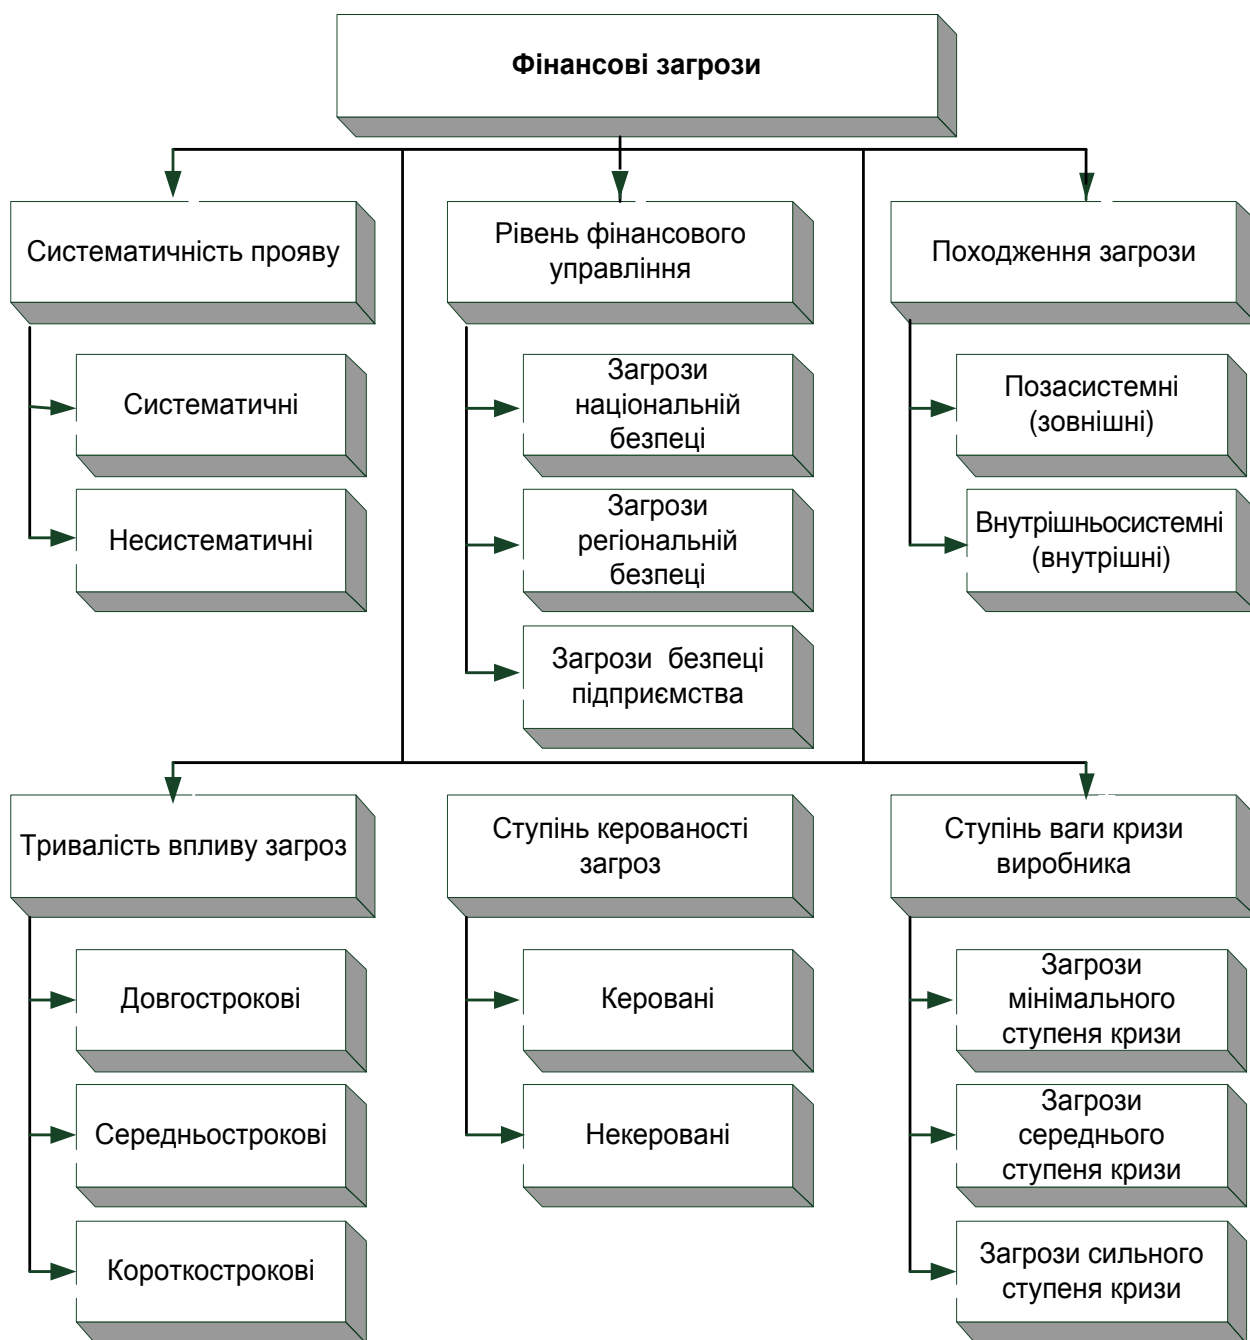 Фінансові загрози
Систематичність прояву
Рівень фінансового
управління
Походження загрози
Систематичні
Несистематичні
Загрози
національній
безпеці
Загрози
регіональній
безпеці
Загрози безпеці
підприємства
Позасистемні
(зовнішні)
Внутрішньосистемні
(внутрішні)
Тривалість впливу загроз
Ступінь керованості
загроз
Ступінь ваги кризи
виробника
Довгострокові
Середньострокові
Короткострокові
Керовані
Некеровані
Загрози
мінімального
ступеня кризи
Загрози
середнього
ступеня кризи
Загрози сильного
ступеня кризи